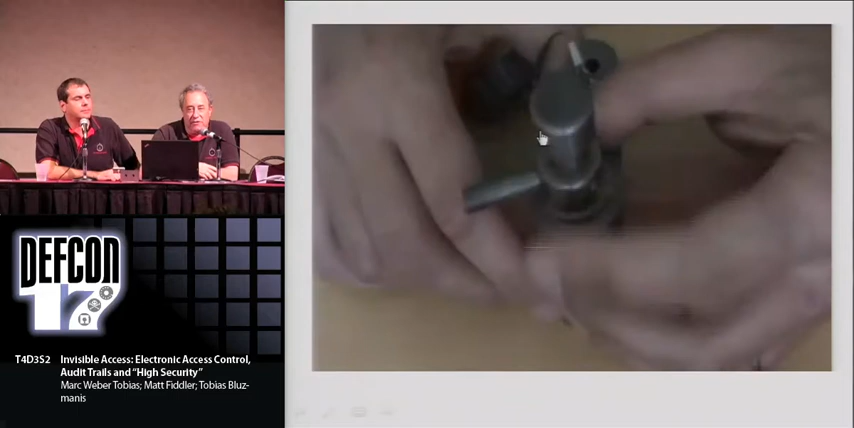 DEFCON
17
T4D3S2 Invisible Access: Electronic Access Control,
Audit Trails and “High Security”
Marc Weber Tobias; Matt Fiddler; Tobias Bluz-
manis